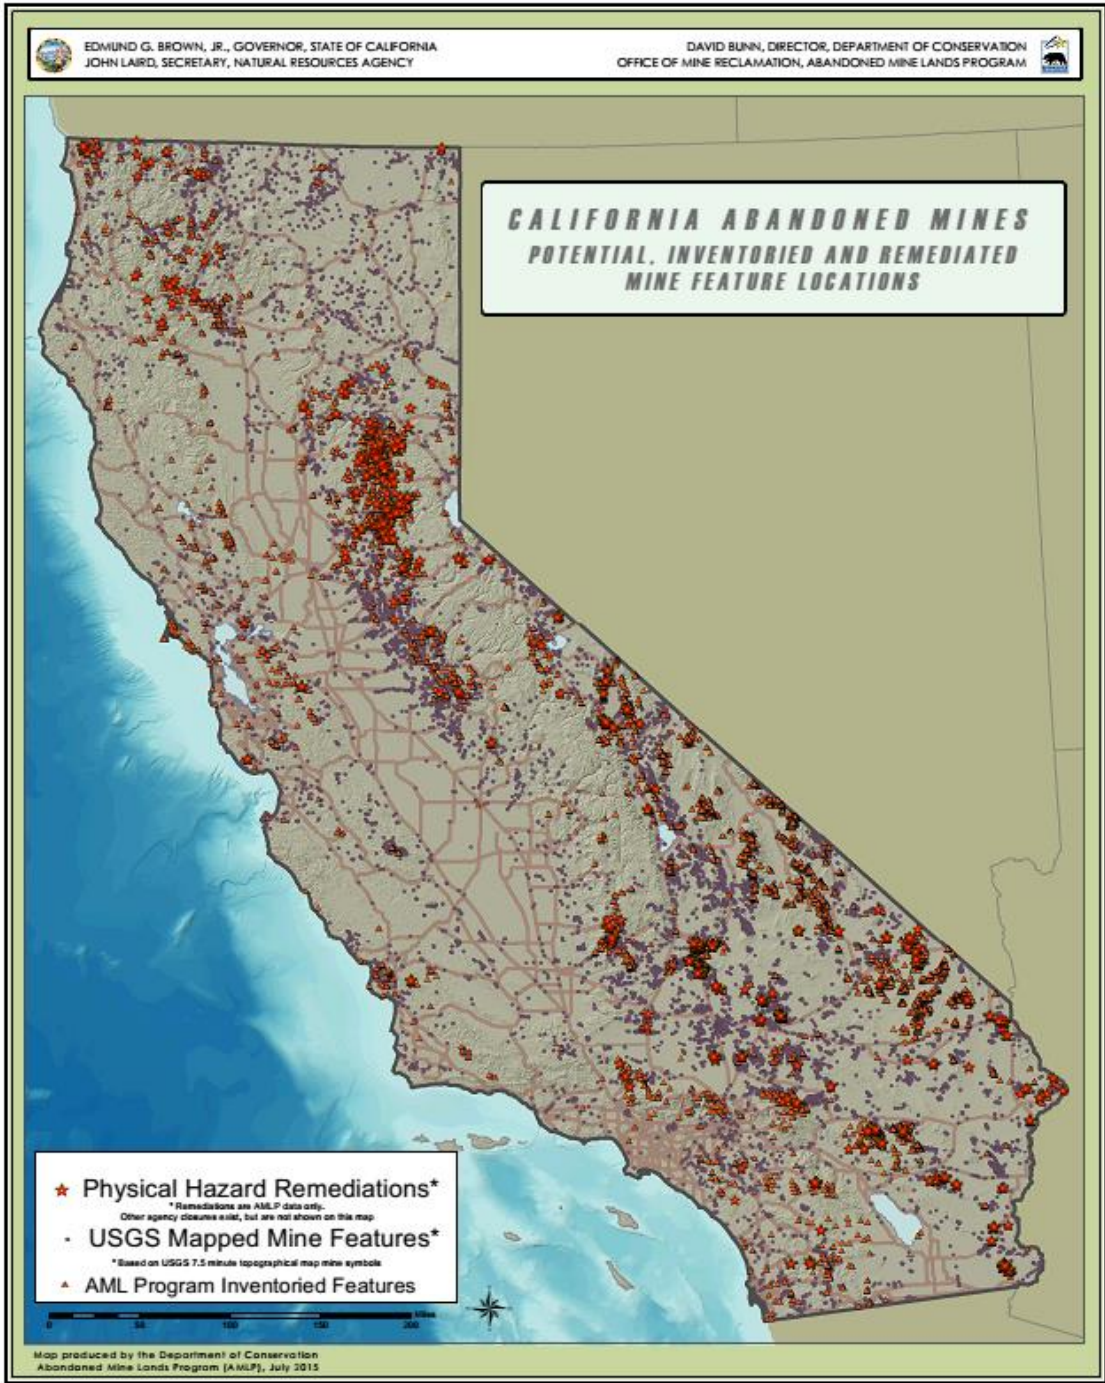 EDMUND G. BROWN, JR., GOVERNOR, STATE OF CALIFORNIA
JOHN LAIRD, SECRETARY, NATURAL RESOURCES AGENCY
DAVID BUNN, DIRECTOR, DEPARTMENT OF CONSERVATION
OFFICE OF MINE RECLAMATION, ABANDONED MINE LANDS PROGRAM
CALIFORNIA ABANDONED MINES
POTENTIAL, INVENTORIED AND REMEDIATED
MINE FEATURE LOCATIONS
Physical Hazard Remediations*
* Remediations are AMLP data only.
Other agency closures exist, but are not shown on this map
USGS Mapped Mine Features*
* Based on USGS 7.5 minute topographical map mine symbols
AML Program Inventoried Features
Miles
0 50 100 150 200
Map produced by the Department of Conservation
Abandoned Mine Lands Program (AMLP), July 2015